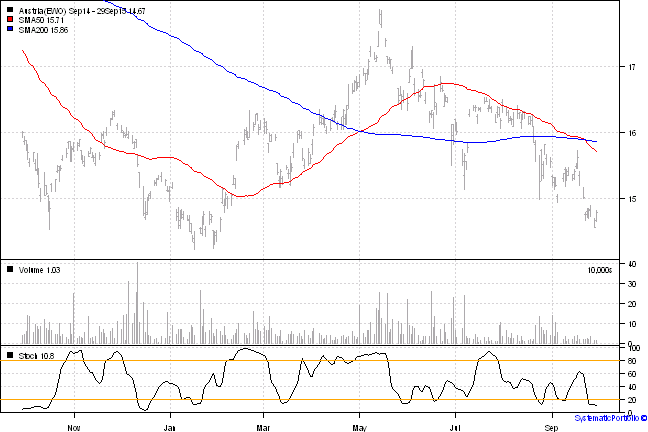 Austria(EWO) Sep14 - 29Sep15 14.67
SMA50 15.71
SMA200 15.86
17
16
15
Volume 1.03
10,000s
40
30
20
10
0
Stoch 10.8
100
80
60
40
20
0
Nov Jan Mar May Jul Sep
SystematicPortfolio ©